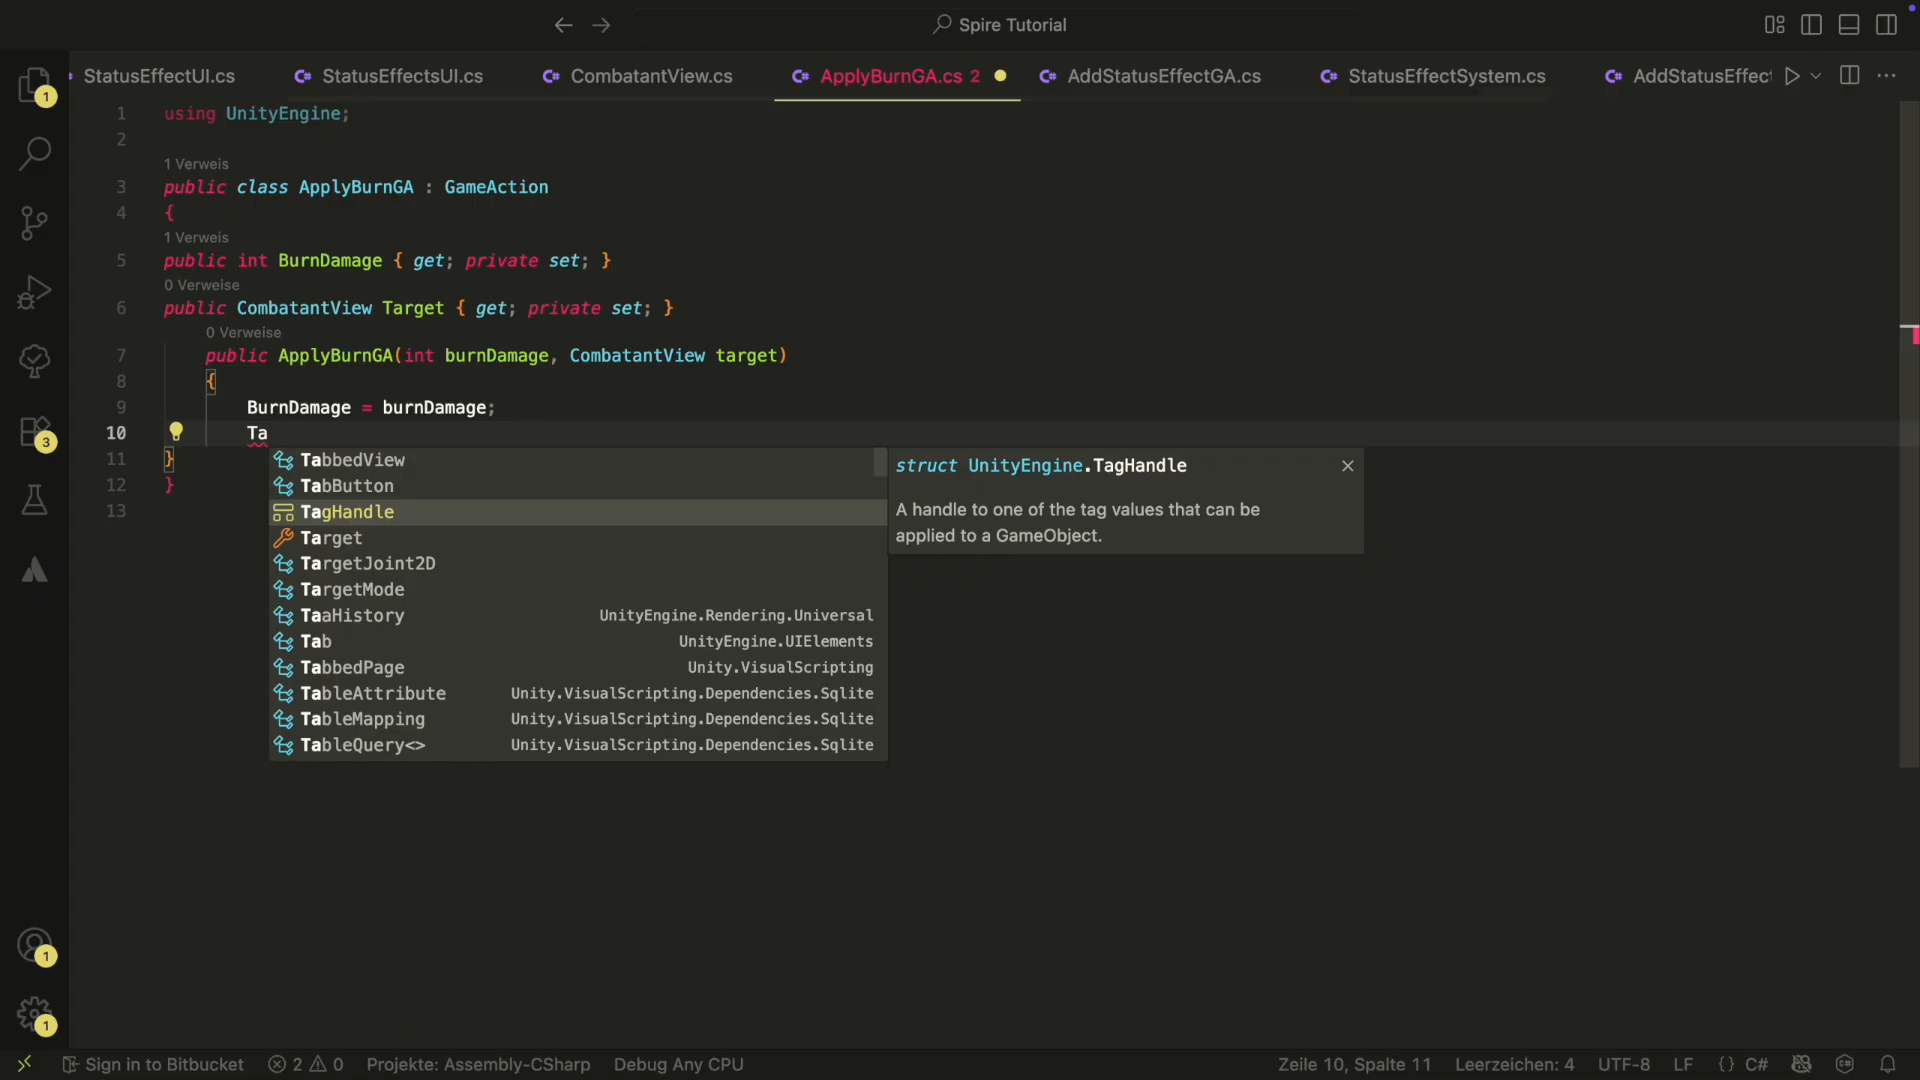 Spire Tutorial
StatusEffectUI.cs
StatusEffectsUI.cs
CombatantView.cs
ApplyBurnGA.cs 2
AddStatusEffectGA.cs
StatusEffectSystem.cs
AddStatusEffect
1 using UnityEngine;
2
1 Verweis
3 public class ApplyBurnGA : GameAction
4 {
1 Verweis
5 public int BurnDamage { get; private set; }
0 Verweise
6 public CombatantView Target { get; private set; }
0 Verweise
7 public ApplyBurnGA(int burnDamage, CombatantView target)
8 {
9 BurnDamage = burnDamage;
10 Ta
11 }
12 }
13
TabbedView
TabButton
TagHandle
Target
TargetJoint2D
TargetMode
TaaHistory UnityEngine.Rendering.Universal
Tab UnityEngine.UIElements
TabbedPage Unity.VisualScripting
TableAttribute Unity.VisualScripting.Dependencies.Sqlite
TableMapping Unity.VisualScripting.Dependencies.Sqlite
TableQuery<> Unity.VisualScripting.Dependencies.Sqlite
struct UnityEngine.TagHandle
A handle to one of the tag values that can be
applied to a GameObject.
1
3
1
1
Sign in to Bitbucket
2 0
Projekte: Assembly-CSharp
Debug Any CPU
Zeile 10, Spalte 11
Leerzeichen: 4
UTF-8
LF
{} C#